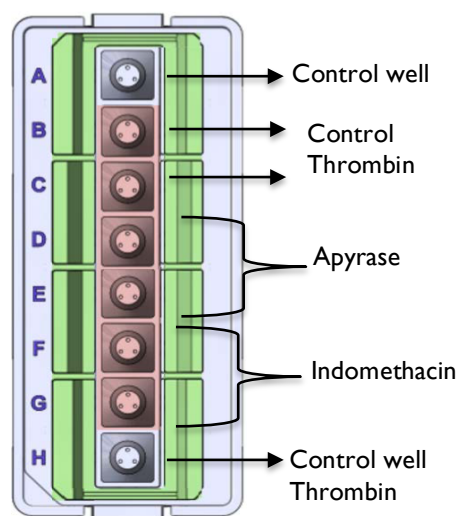 A
Control well
B
Control
Thrombin
C
D
Apyrase
E
F
Indomethacin
G
H
Control well
Thrombin